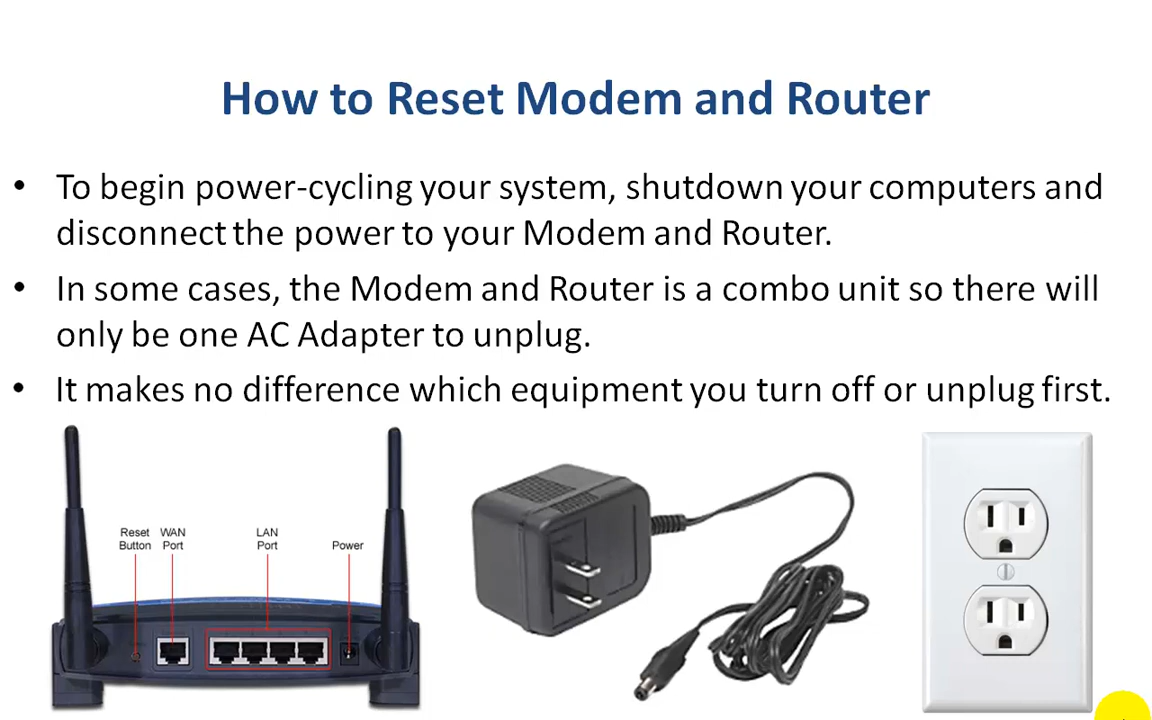 How to Reset Modem and Router
• To begin power-cycling your system, shutdown your computers and
disconnect the power to your Modem and Router.
• In some cases, the Modem and Router is a combo unit so there will
only be one AC Adapter to unplug.
• It makes no difference which equipment you turn off or unplug first.
Reset Button
WAN Port
LAN Port
Power